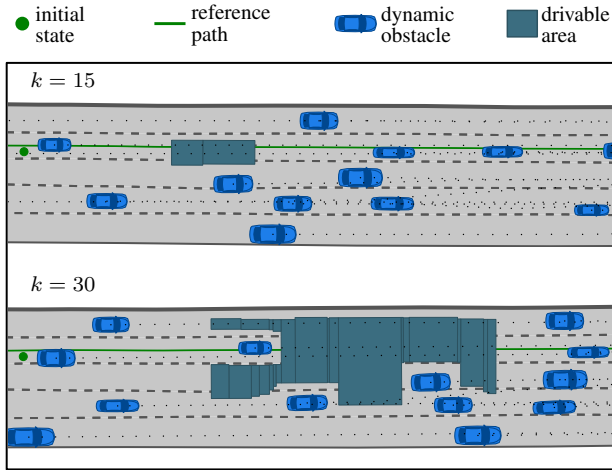 initial state
reference path
dynamic obstacle
drivable area
k = 15
k = 30